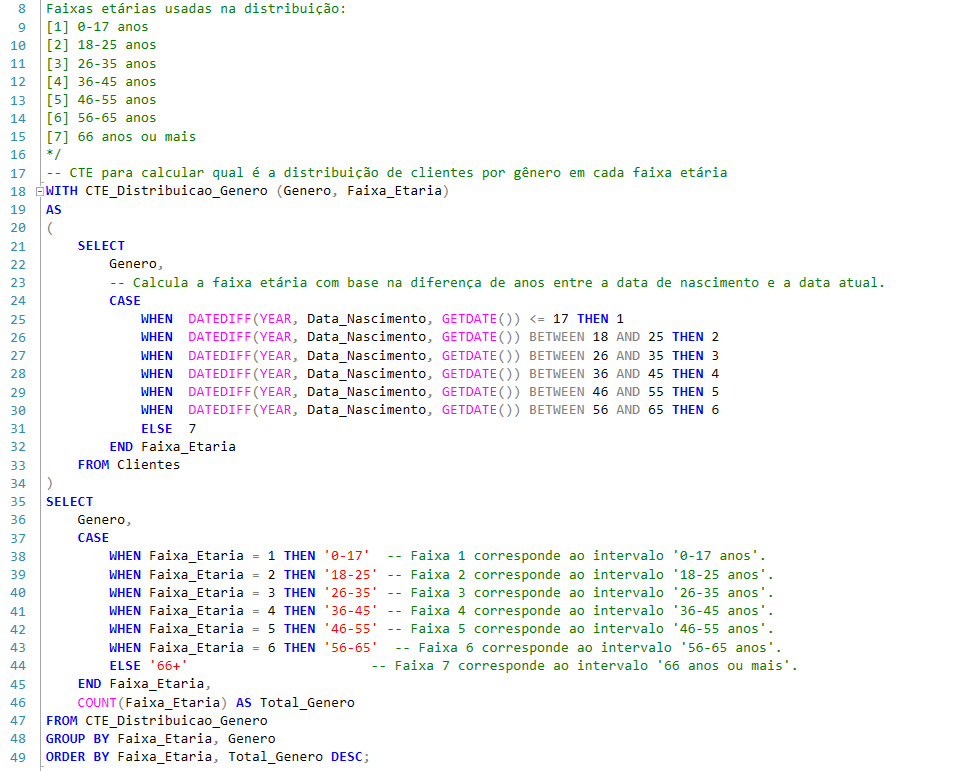 8 Faixas etárias usadas na distribuição:
9 [1] 0-17 anos
10 [2] 18-25 anos
11 [3] 26-35 anos
12 [4] 36-45 anos
13 [5] 46-55 anos
14 [6] 56-65 anos
15 [7] 66 anos ou mais
16 */
17 -- CTE para calcular qual é a distribuição de clientes por gênero em cada faixa etária
18 WITH CTE_Distribuicao_Genero (Genero, Faixa_Etaria)
19 AS
20 (
21     SELECT
22         Genero,
23         -- Calcula a faixa etária com base na diferença de anos entre a data de nascimento e a data atual.
24         CASE
25             WHEN  DATEDIFF(YEAR, Data_Nascimento, GETDATE()) <= 17 THEN 1
26             WHEN  DATEDIFF(YEAR, Data_Nascimento, GETDATE()) BETWEEN 18 AND 25 THEN 2
27             WHEN  DATEDIFF(YEAR, Data_Nascimento, GETDATE()) BETWEEN 26 AND 35 THEN 3
28             WHEN  DATEDIFF(YEAR, Data_Nascimento, GETDATE()) BETWEEN 36 AND 45 THEN 4
29             WHEN  DATEDIFF(YEAR, Data_Nascimento, GETDATE()) BETWEEN 46 AND 55 THEN 5
30             WHEN  DATEDIFF(YEAR, Data_Nascimento, GETDATE()) BETWEEN 56 AND 65 THEN 6
31             ELSE  7
32         END Faixa_Etaria
33     FROM Clientes
34 )
35 SELECT
36     Genero,
37     CASE
38         WHEN Faixa_Etaria = 1 THEN '0-17'  -- Faixa 1 corresponde ao intervalo '0-17 anos'.
39         WHEN Faixa_Etaria = 2 THEN '18-25' -- Faixa 2 corresponde ao intervalo '18-25 anos'.
40         WHEN Faixa_Etaria = 3 THEN '26-35' -- Faixa 3 corresponde ao intervalo '26-35 anos'.
41         WHEN Faixa_Etaria = 4 THEN '36-45' -- Faixa 4 corresponde ao intervalo '36-45 anos'.
42         WHEN Faixa_Etaria = 5 THEN '46-55' -- Faixa 5 corresponde ao intervalo '46-55 anos'.
43         WHEN Faixa_Etaria = 6 THEN '56-65'  -- Faixa 6 corresponde ao intervalo '56-65 anos'.
44         ELSE '66+'                       -- Faixa 7 corresponde ao intervalo '66 anos ou mais'.
45     END Faixa_Etaria,
46     COUNT(Faixa_Etaria) AS Total_Genero
47 FROM CTE_Distribuicao_Genero
48 GROUP BY Faixa_Etaria, Genero
49 ORDER BY Faixa_Etaria, Total_Genero DESC;